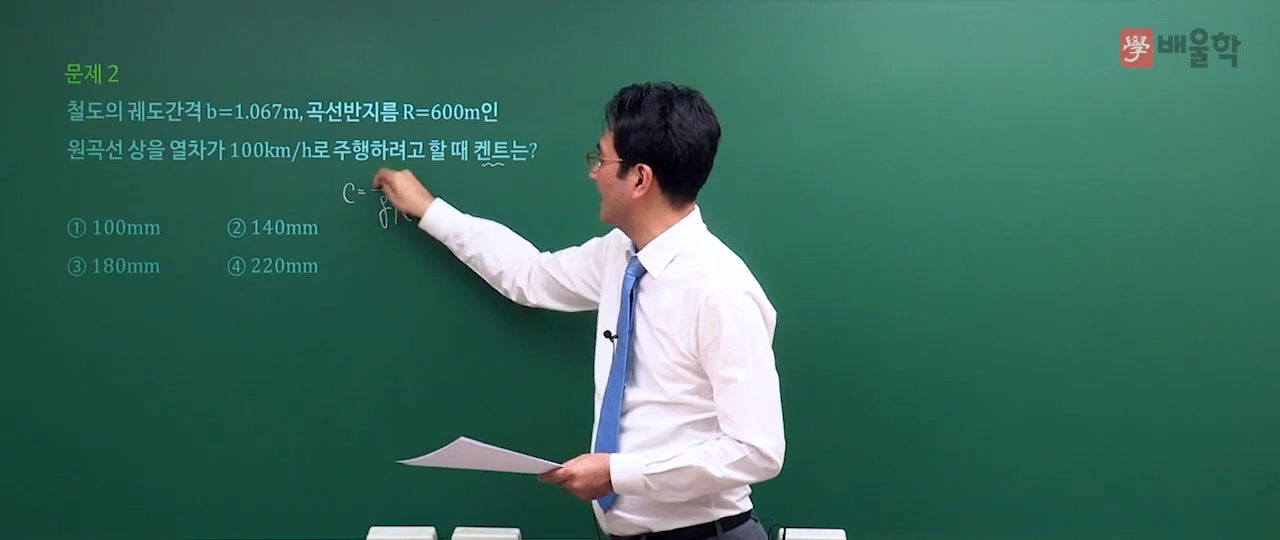 學 배울학
문제 2
철도의 궤도간격 b=1.067m, 곡선반지름 R=600m인
원곡선 상을 열차가 100km/h로 주행하려고 할 때 켄트는?
C=
gR
① 100mm ② 140mm
③ 180mm ④ 220mm